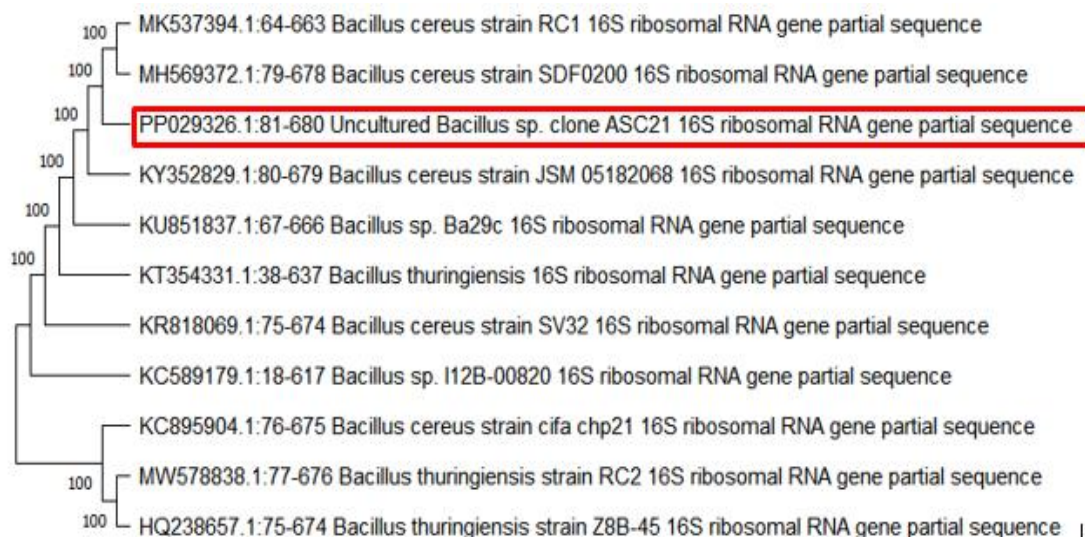 100
MK537394.1:64-663 Bacillus cereus strain RC1 16S ribosomal RNA gene partial sequence
100
MH569372.1:79-678 Bacillus cereus strain SDF0200 16S ribosomal RNA gene partial sequence
100
PP029326.1:81-680 Uncultured Bacillus sp. clone ASC21 16S ribosomal RNA gene partial sequence
100
KY352829.1:80-679 Bacillus cereus strain JSM 05182068 16S ribosomal RNA gene partial sequence
100
KU851837.1:67-666 Bacillus sp. Ba29c 16S ribosomal RNA gene partial sequence
100
KT354331.1:38-637 Bacillus thuringiensis 16S ribosomal RNA gene partial sequence
KR818069.1:75-674 Bacillus cereus strain SV32 16S ribosomal RNA gene partial sequence
KC589179.1:18-617 Bacillus sp. I12B-00820 16S ribosomal RNA gene partial sequence
KC895904.1:76-675 Bacillus cereus strain cifa chp21 16S ribosomal RNA gene partial sequence
100
MW578838.1:77-676 Bacillus thuringiensis strain RC2 16S ribosomal RNA gene partial sequence
100
HQ238657.1:75-674 Bacillus thuringiensis strain Z8B-45 16S ribosomal RNA gene partial sequence